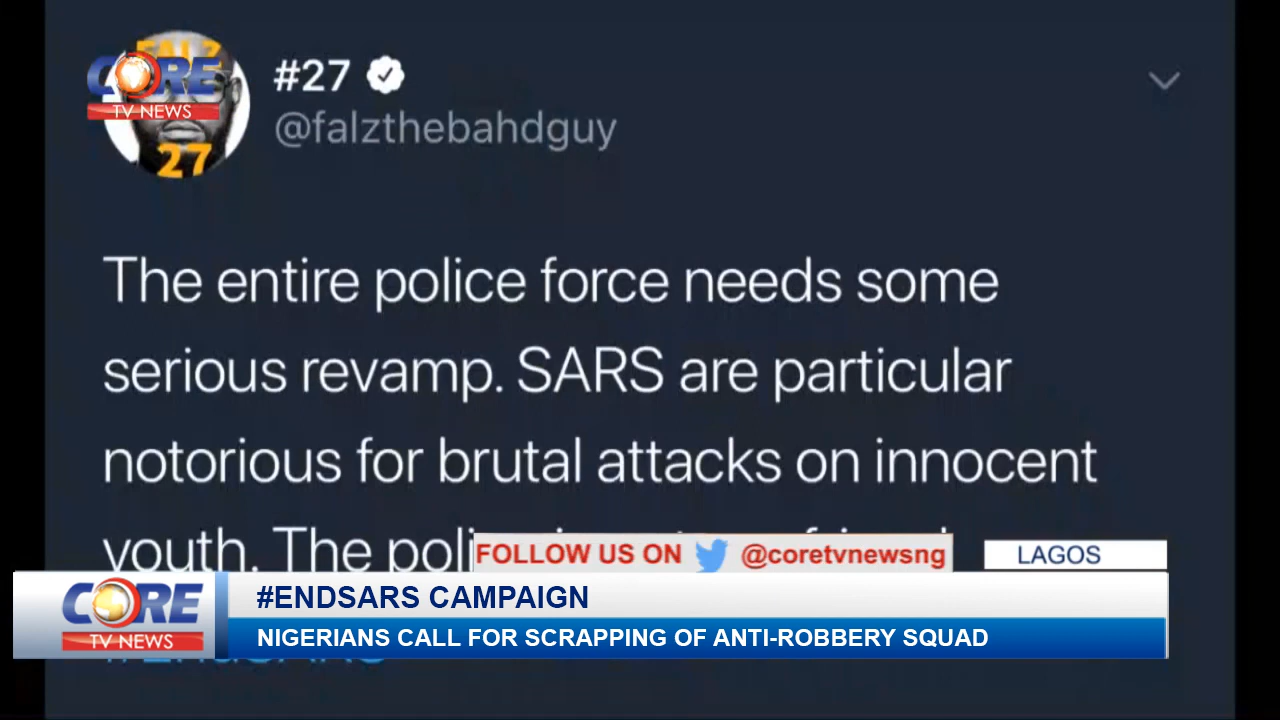 FALZ
CORE
TV NEWS
27
#27
@falzthebahdguy
The entire police force needs some
serious revamp. SARS are particular
notorious for brutal attacks on innocent
youth. The poli
FOLLOW US ON @coretvnewsng
LAGOS
CORE
TV NEWS
#ENDSARS CAMPAIGN
NIGERIANS CALL FOR SCRAPPING OF ANTI-ROBBERY SQUAD